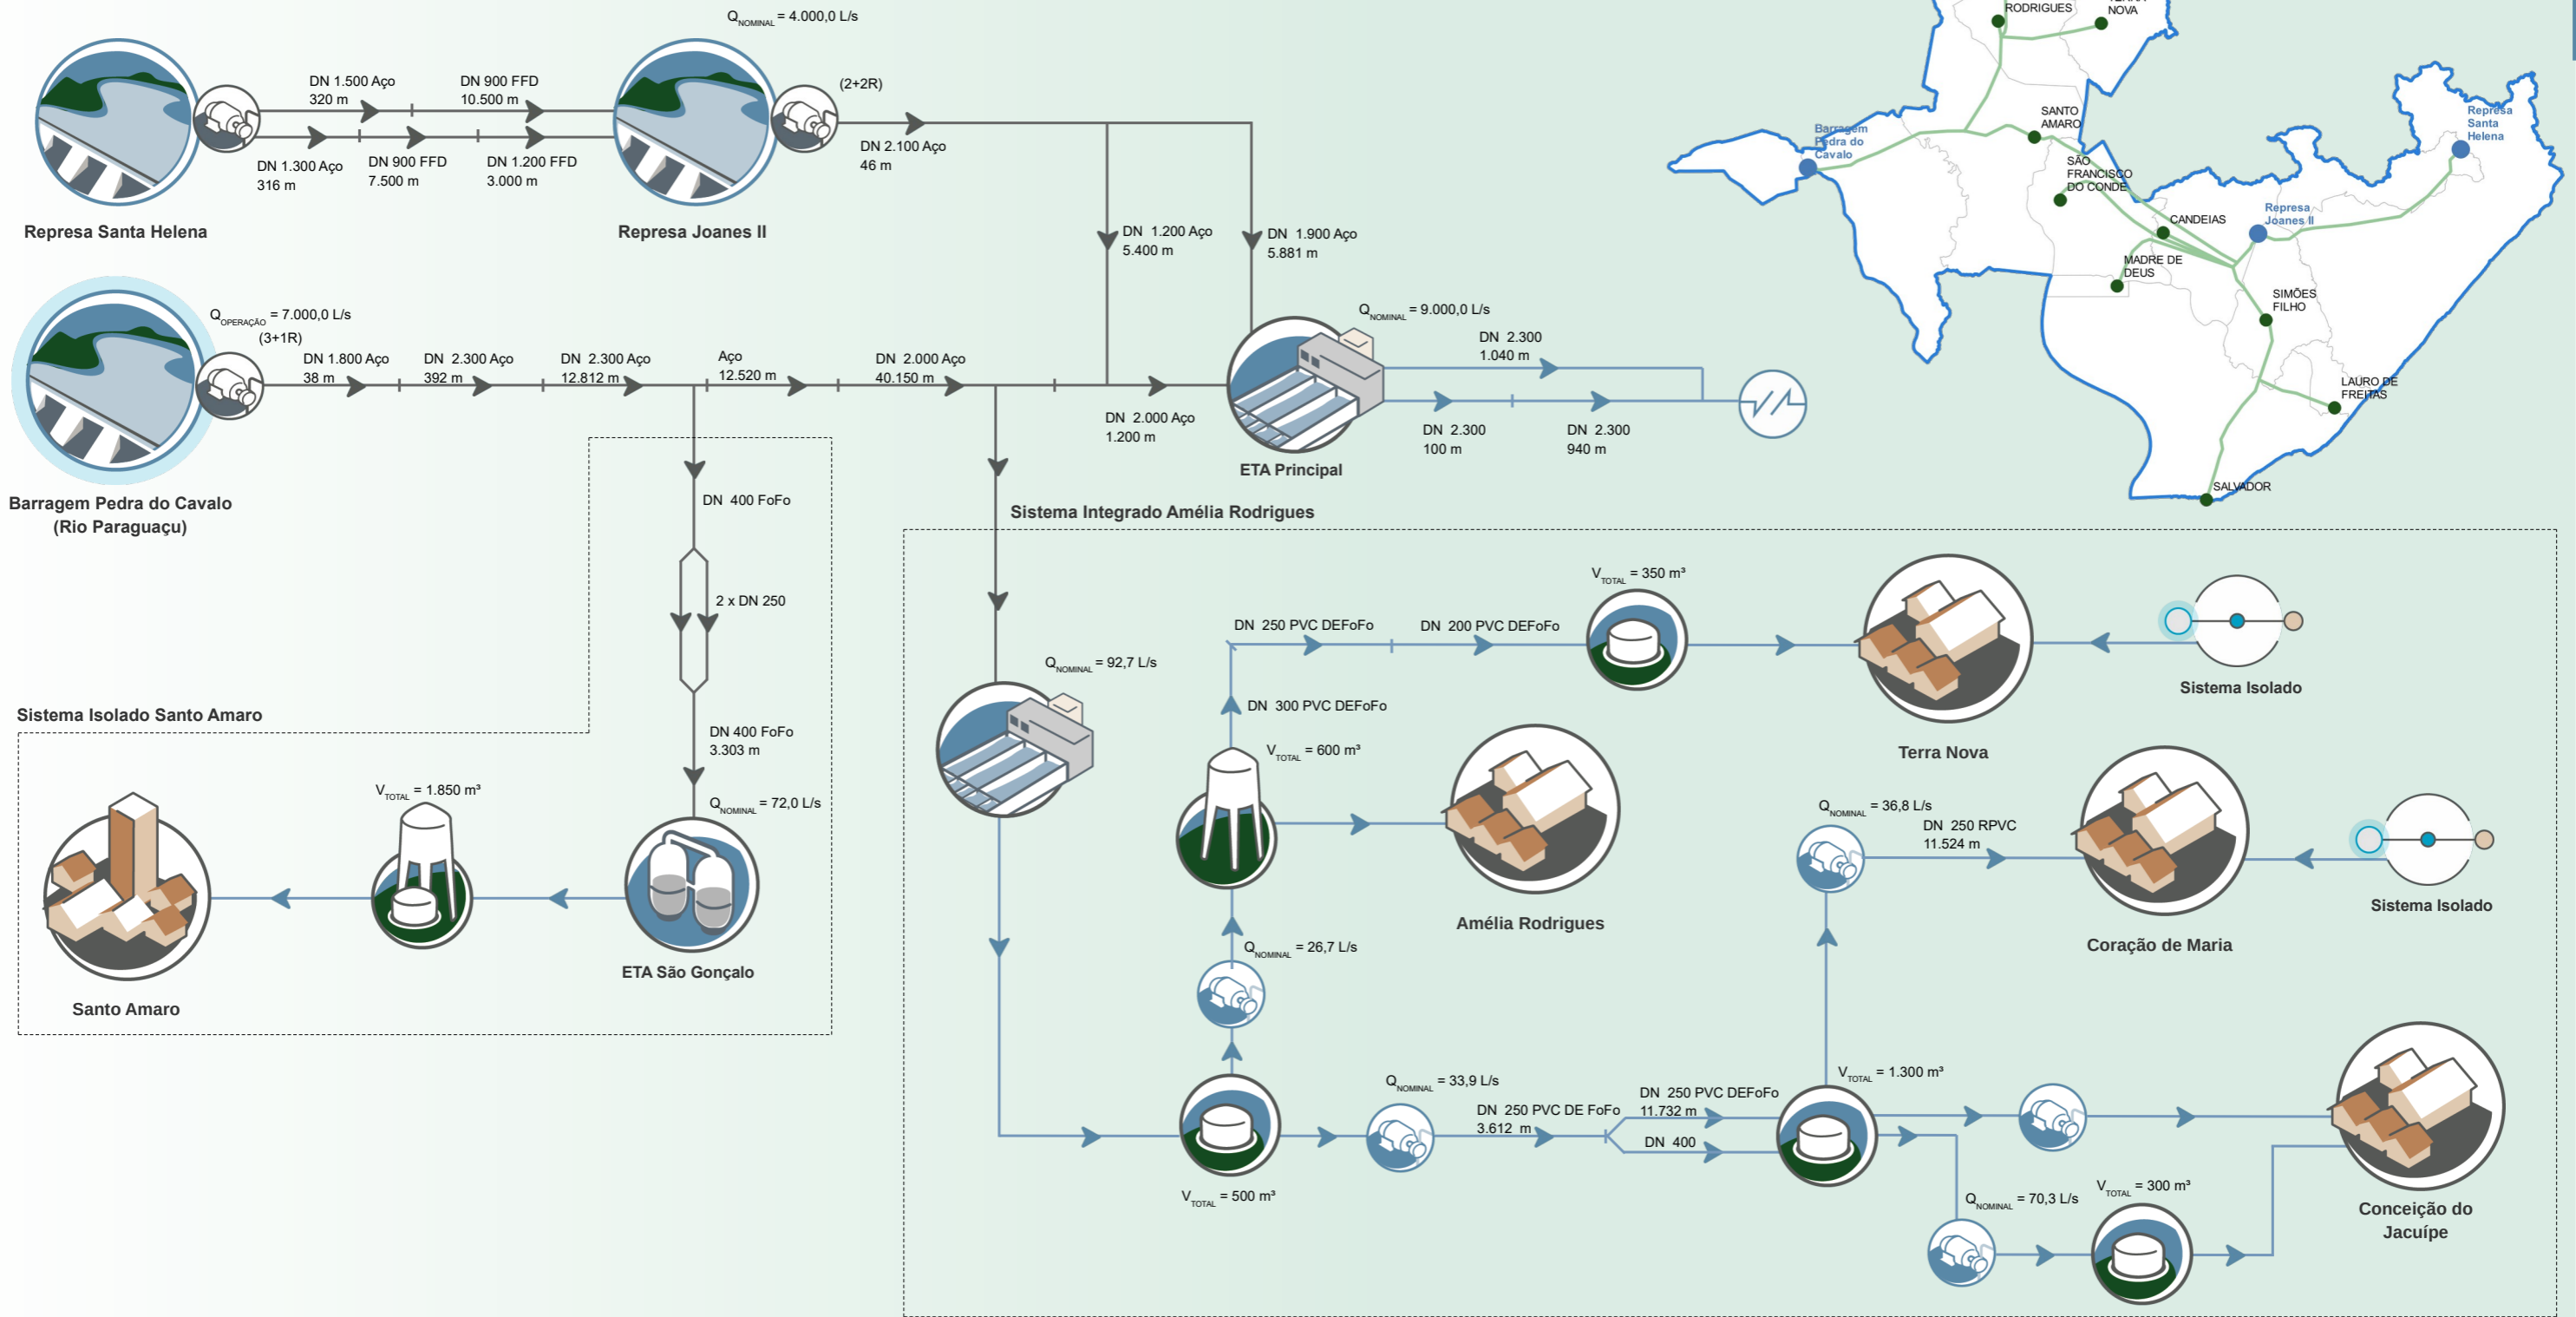 Q NOMINAL = 4.000,0 L/s
DN 1.500 Aço
320 m
DN 900 FFD
10.500 m
(2+2R)
DN 1.300 Aço
316 m
DN 900 FFD
7.500 m
DN 1.200 FFD
3.000 m
DN 2.100 Aço
46 m
Represa Santa Helena
Represa Joanes II
DN 1.200 Aço
5.400 m
DN 1.900 Aço
5.881 m
Q OPERAÇÃO = 7.000,0 L/s
(3+1R)
DN 1.800 Aço
38 m
DN 2.300 Aço
392 m
DN 2.300 Aço
12.812 m
Aço
12.520 m
DN 2.000 Aço
40.150 m
DN 2.000 Aço
1.200 m
Q NOMINAL = 9.000,0 L/s
DN 2.300
1.040 m
DN 2.300
100 m
DN 2.300
940 m
ETA Principal
Barragem Pedra do Cavalo
(Rio Paraguaçu)
RODRIGUES
NOVA
SANTO
AMARO
Barragem
Pedra do
Cavalo
SÃO
FRANCISCO
DO CONDE
Represa
Santa
Helena
CANDEIAS
Represa
Joanes II
MADRE DE
DEUS
SIMÕES
FILHO
LAURO DE
FREITAS
SALVADOR
DN 400 FoFo
2 x DN 250
DN 400 FoFo
3.303 m
Sistema Isolado Santo Amaro
V TOTAL = 1.850 m³
Q NOMINAL = 72,0 L/s
ETA São Gonçalo
Santo Amaro
Sistema Integrado Amélia Rodrigues
Q NOMINAL = 92,7 L/s
DN 250 PVC DEFoFo
DN 200 PVC DEFoFo
V TOTAL = 350 m³
DN 300 PVC DEFoFo
V TOTAL = 600 m³
Sistema Isolado
Terra Nova
Amélia Rodrigues
Q NOMINAL = 36,8 L/s
DN 250 RPVC
11.524 m
Sistema Isolado
Coração de Maria
Q NOMINAL = 26,7 L/s
Q NOMINAL = 33,9 L/s
DN 250 PVC DE FoFo
3.612 m
DN 250 PVC DEFoFo
11.732 m
DN 400
V TOTAL = 1.300 m³
V TOTAL = 500 m³
Q NOMINAL = 70,3 L/s
V TOTAL = 300 m³
Conceição do
Jacuípe